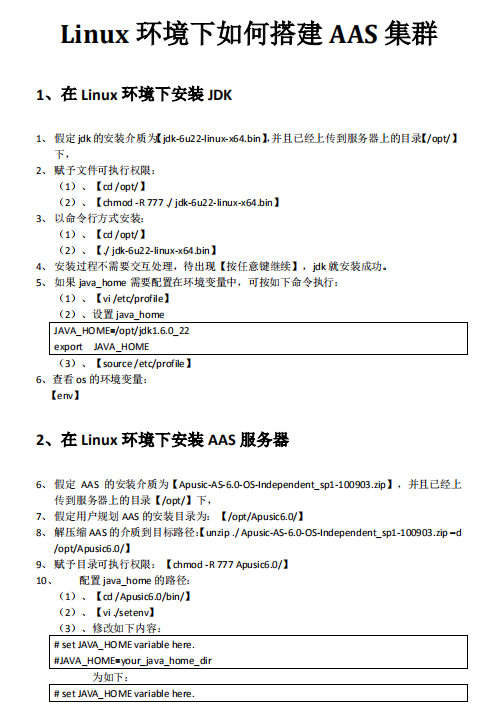 Linux 环境下如何搭建 AAS 集群
1、在 Linux 环境下安装 JDK
1、 假定 jdk 的安装介质为【jdk-6u22-linux-x64.bin】,并且已经上传到服务器上的目录【/opt/】
下，
2、 赋予文件可执行权限：
（1）、【cd /opt/】
（2）、【chmod -R 777 ./ jdk-6u22-linux-x64.bin】
3、 以命令行方式安装：
（1）、【cd /opt/】
（2）、【./ jdk-6u22-linux-x64.bin】
4、 安装过程不需要交互处理，待出现【按任意键继续】，jdk 就安装成功。
5、 如果 java_home 需要配置在环境变量中，可按如下命令执行：
（1）、【vi /etc/profile】
（2）、设置 java_home
JAVA_HOME=/opt/jdk1.6.0_22
export JAVA_HOME
（3）、【source /etc/profile】
6、查看 os 的环境变量：
【env】
2、在 Linux 环境下安装 AAS 服务器
6、 假定 AAS 的安装介质为【Apusic-AS-6.0-OS-Independent_sp1-100903.zip】，并且已经上
传到服务器上的目录【/opt/】下，
7、 假定用户规划 AAS 的安装目录为：【/opt/Apusic6.0/】
8、 解压缩 AAS 的介质到目标路径：【unzip ./ Apusic-AS-6.0-OS-Independent_sp1-100903.zip –d
/opt/Apusic6.0/】
9、 赋予目录可执行权限：【chmod -R 777 Apusic6.0/】
10、 配置 java_home 的路径：
（1）、【cd /Apusic6.0/bin/】
（2）、【vi ./setenv】
（3）、修改如下内容：
# set JAVA_HOME variable here.
#JAVA_HOME=your_java_home_dir
为如下：
# set JAVA_HOME variable here.